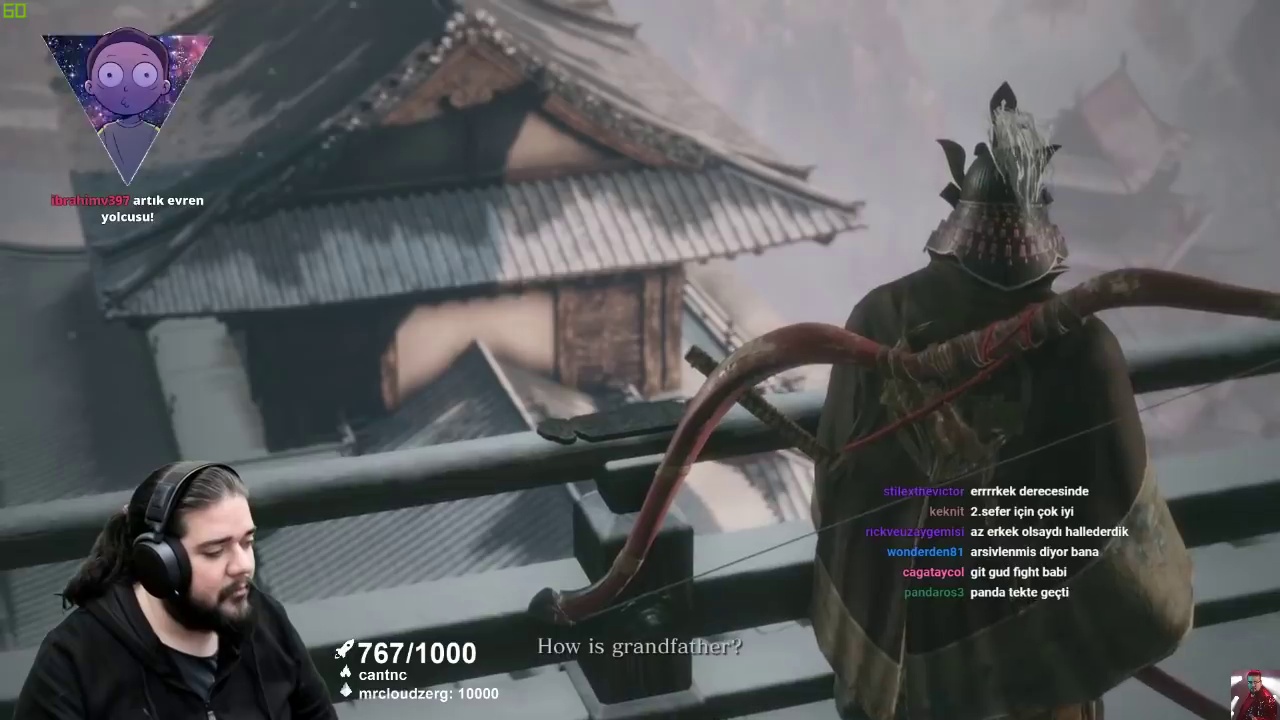 60
ibrahimv397 artık evren
yolcusu!
stilexthevictor errrrkek derecesinde
keknit 2.sefer için çok iyi
rickveuzaygemisi az erkek olsaydı hallederdik
wonderden81 arsivlenmis diyor bana
cagataycol git gud fight babi
pandaros3 panda tekte geçti
767/1000
How is grandfather?
cantnc
mrcloudzerg: 10000